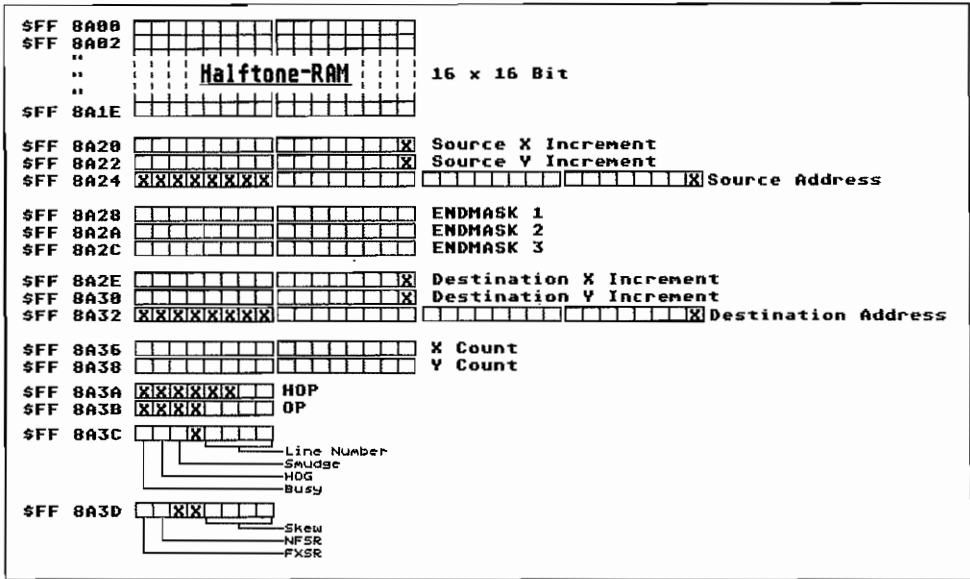 $FF 8A00
$FF 8A02
"
" Halftone-RAM 16 x 16 Bit
"
$FF 8A1E
$FF 8A20 X Source X Increment
$FF 8A22 X Source Y Increment
$FF 8A24 XXXXXXXX X Source Address
$FF 8A28 ENDMASK 1
$FF 8A2A ENDMASK 2
$FF 8A2C ENDMASK 3
$FF 8A2E X Destination X Increment
$FF 8A30 X Destination Y Increment
$FF 8A32 XXXXXXXX X Destination Address
$FF 8A36 X Count
$FF 8A38 Y Count
$FF 8A3A XXXXXX HOP
$FF 8A3B XXXX OP
$FF 8A3C X
Line Number
Smudge
HOG
Busy
$FF 8A3D XX
Skew
NFSR
FXSR